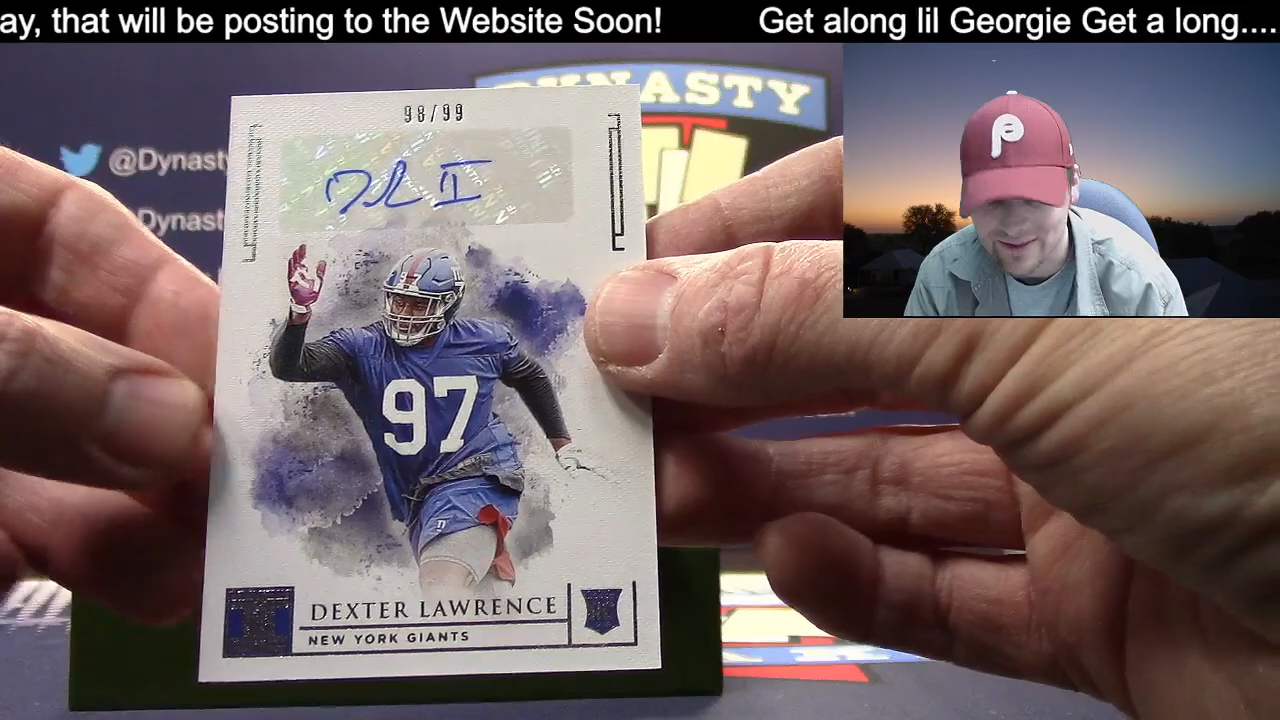 ay, that will be posting to the Website Soon! Get along lil Georgie Get a long....
DYNASTY
98/99
@Dynasty
Dynast
97
DEXTER LAWRENCE
NEW YORK GIANTS